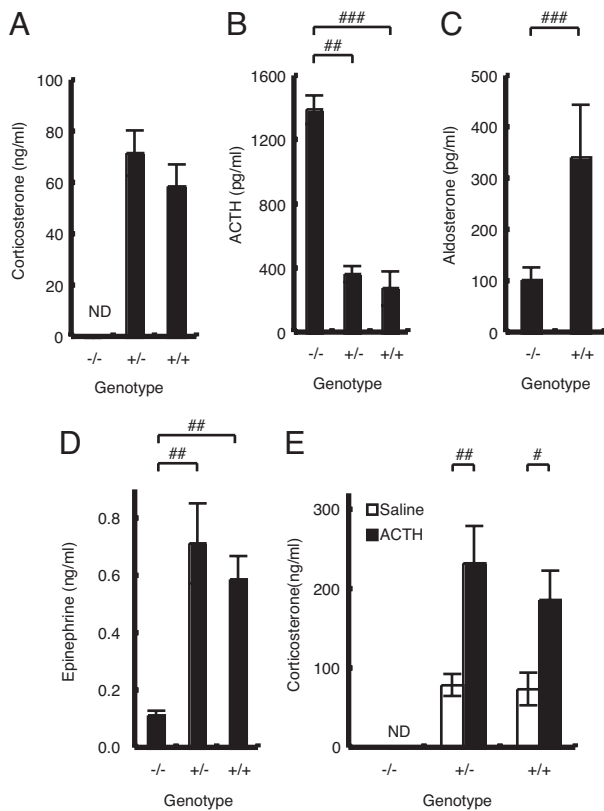 A
B
C
###
##
###
Corticosterone (ng/ml)
100
80
60
40
20
0
ND
-/-
+/-
+/+
Genotype
ACTH (pg/ml)
1600
1200
800
400
0
-/-
+/-
+/+
Genotype
Aldosterone (pg/ml)
500
400
300
200
100
0
-/-
+/+
Genotype
D
E
##
##
##
#
Epinephrine (ng/ml)
0.8
0.6
0.4
0.2
0.0
-/-
+/-
+/+
Genotype
Corticosterone(ng/ml)
300
200
100
0
Saline
ACTH
ND
-/-
+/-
+/+
Genotype